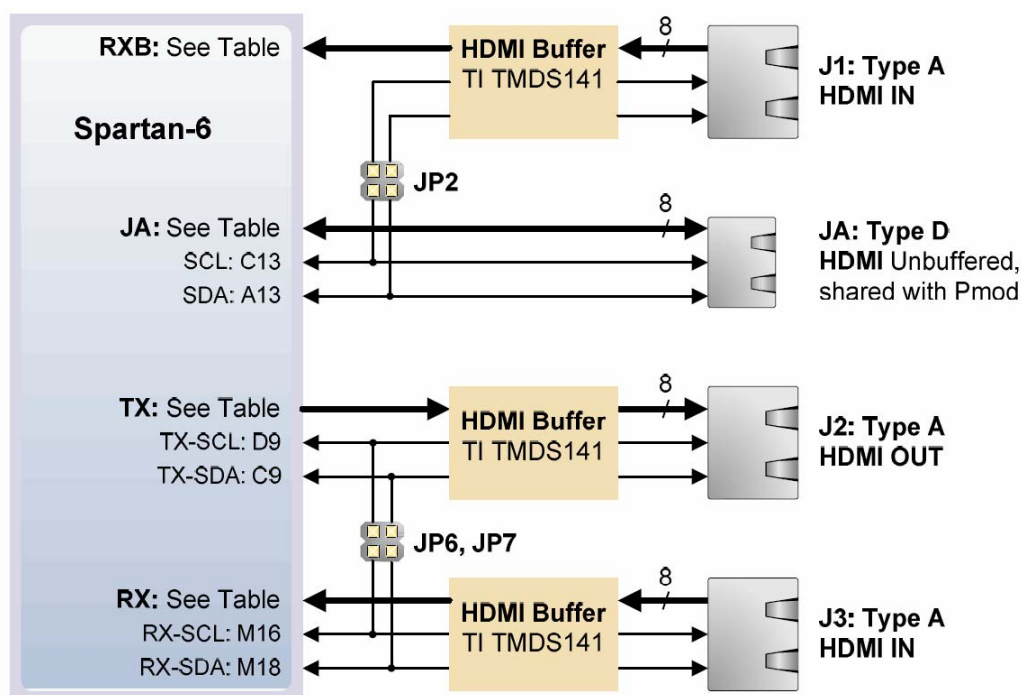 RXB: See Table
Spartan-6
JA: See Table
SCL: C13
SDA: A13
TX: See Table
TX-SCL: D9
TX-SDA: C9
RX: See Table
RX-SCL: M16
RX-SDA: M18
HDMI Buffer
TI TMDS141
8
J1: Type A
HDMI IN
JP2
8
JA: Type D
HDMI Unbuffered,
shared with Pmod
HDMI Buffer
TI TMDS141
8
J2: Type A
HDMI OUT
JP6, JP7
HDMI Buffer
TI TMDS141
8
J3: Type A
HDMI IN